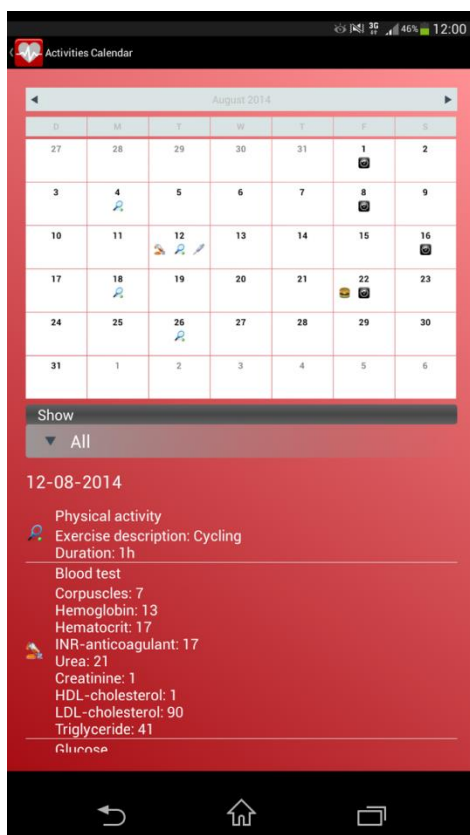 3G 46% 12:00
Activities Calendar
August 2014
D M T W T F S
27 28 29 30 31 1 2
3 4 5 6 7 8 9
10 11 12 13 14 15 16
17 18 19 20 21 22 23
24 25 26 27 28 29 30
31 1 2 3 4 5 6
Show
All
12-08-2014
Physical activity
Exercise description: Cycling
Duration: 1h
Blood test
Corpuscles: 7
Hemoglobin: 13
Hematocrit: 17
INR-anticoagulant: 17
Urea: 21
Creatinine: 1
HDL-cholesterol: 1
LDL-cholesterol: 90
Triglyceride: 41
Glucose